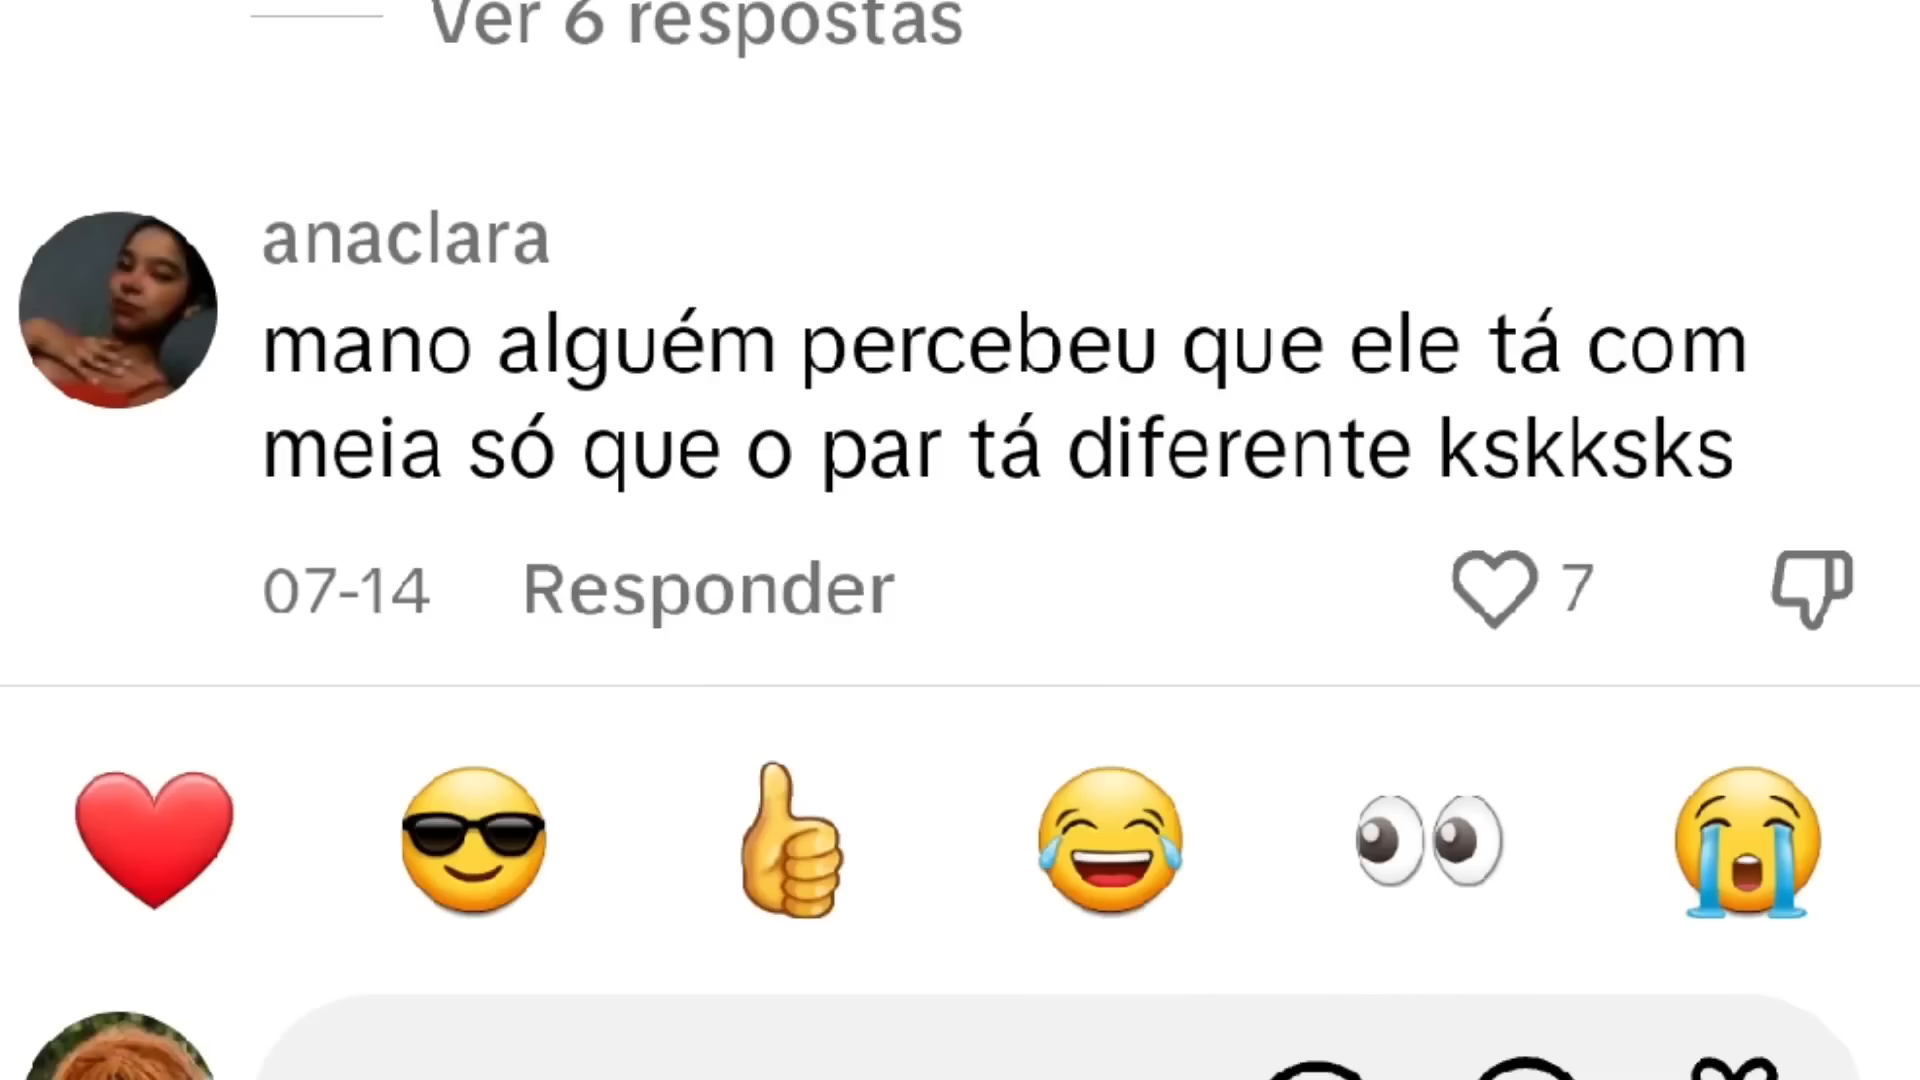 Ver 6 respostas
anaclara
mano alguém percebeu que ele tá com
meia só que o par tá diferente kskksks
07-14 Responder 7